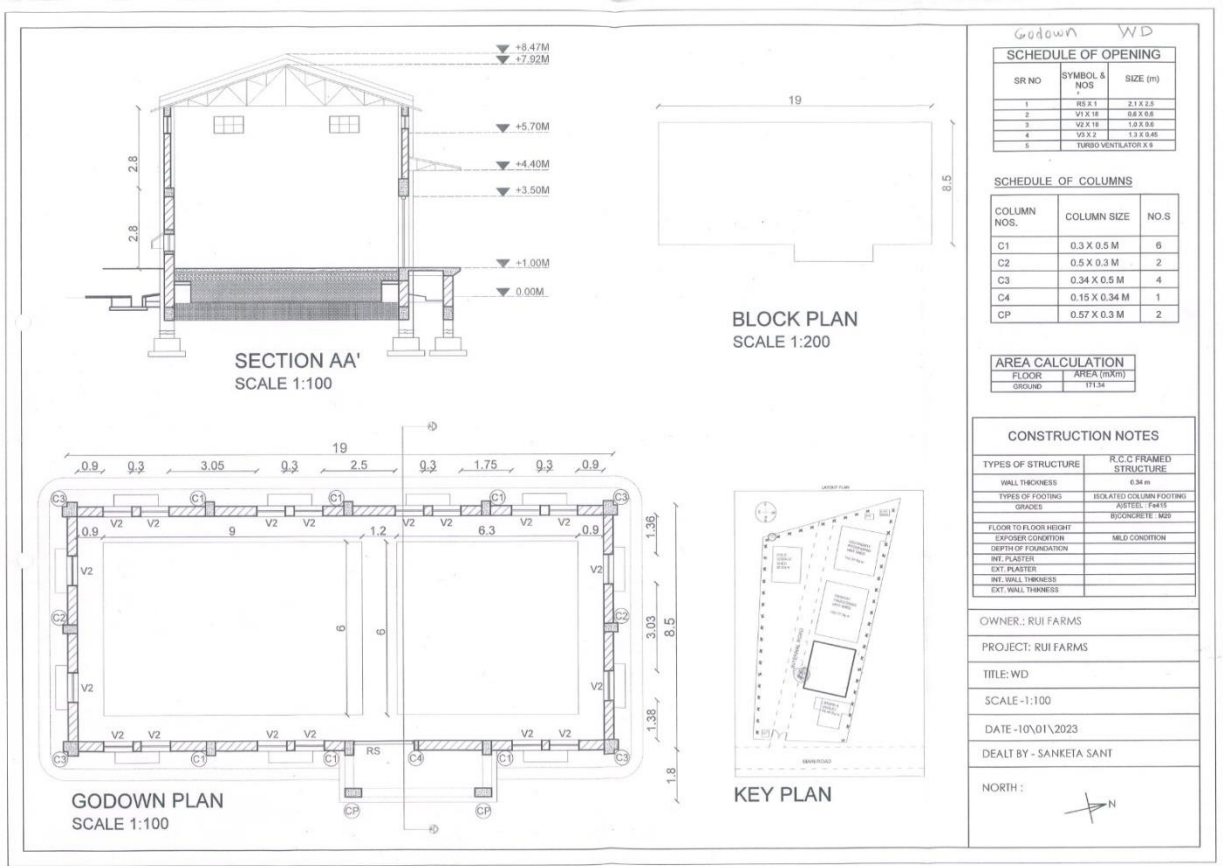 Godown WD
+8.47M
+7.92M
+5.70M
+4.40M
+3.50M
+1.00M
0.00M
2.8
2.8
SECTION AA'
SCALE 1:100
19
8.5
BLOCK PLAN
SCALE 1:200
SCHEDULE OF OPENING
SR NO SYMBOL & NOS SIZE (m)
1 RS X 1 2.1 X 2.5
2 V1 X 18 0.6 X 0.6
3 V2 X 18 1.0 X 0.6
4 V3 X 2 1.3 X 0.45
5 TURBO VENTILATOR X 6
SCHEDULE OF COLUMNS
COLUMN NOS. COLUMN SIZE NO.S
C1 0.3 X 0.5 M 6
C2 0.5 X 0.3 M 2
C3 0.34 X 0.5 M 4
C4 0.15 X 0.34 M 1
CP 0.57 X 0.3 M 2
AREA CALCULATION
FLOOR AREA (mXm)
GROUND 171.34
CONSTRUCTION NOTES
TYPES OF STRUCTURE R.C.C FRAMED STRUCTURE
WALL THICKNESS 0.34 m
TYPES OF FOOTING ISOLATED COLUMN FOOTING
GRADES A)STEEL : Fe415
B)CONCRETE : M20
FLOOR TO FLOOR HEIGHT
EXPOSER CONDITION MILD CONDITION
DEPTH OF FOUNDATION
INT. PLASTER
EXT. PLASTER
INT. WALL THIKNESS
EXT. WALL THIKNESS
OWNER.: RUI FARMS
PROJECT: RUI FARMS
TITLE: WD
SCALE -1:100
DATE -10\01\2023
DEALT BY - SANKETA SANT
NORTH :
N
19
0.9 0.3 3.05 0.3 2.5 0.3 1.75 0.3 0.9
C3 C1 C1 C1 C3
V2 V2 V2 V2 V2 V2 V2 V2
0.9 9 1.2 6.3 0.9
1.36
V2 V2
C2 6 6 C2
3.03 8.5
V2 V2
1.38
V2 V2 V2 V2 V2 V2
C3 C1 C1 RS C4 C1 C3
1.8
CP CP
GODOWN PLAN
SCALE 1:100
LAYOUT PLAN
INTERNAL ROAD
MAIN ROAD
KEY PLAN